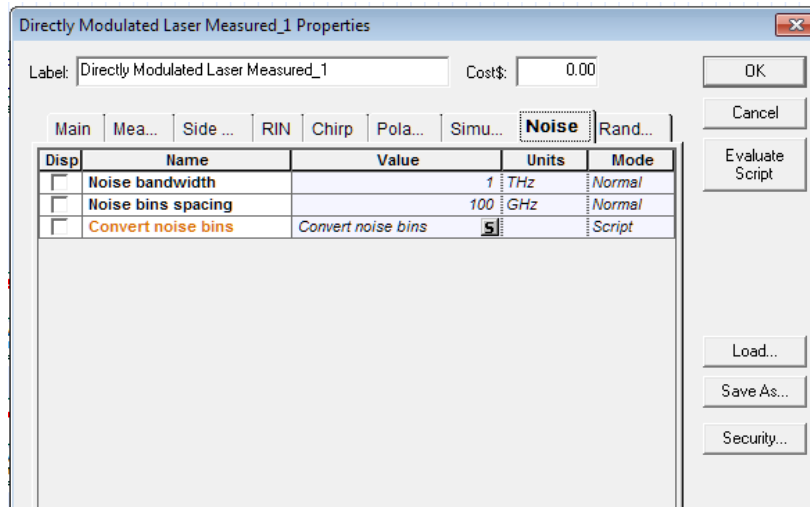 Directly Modulated Laser Measured_1 Properties
Label: Directly Modulated Laser Measured_1 Cost$: 0.00 OK
Cancel
Main Mea... Side ... RIN Chirp Pola... Simu... Noise Rand...
Evaluate Script
Disp Name Value Units Mode
Noise bandwidth 1 THz Normal
Noise bins spacing 100 GHz Normal
Convert noise bins Convert noise bins S Script
Load...
Save As...
Security...